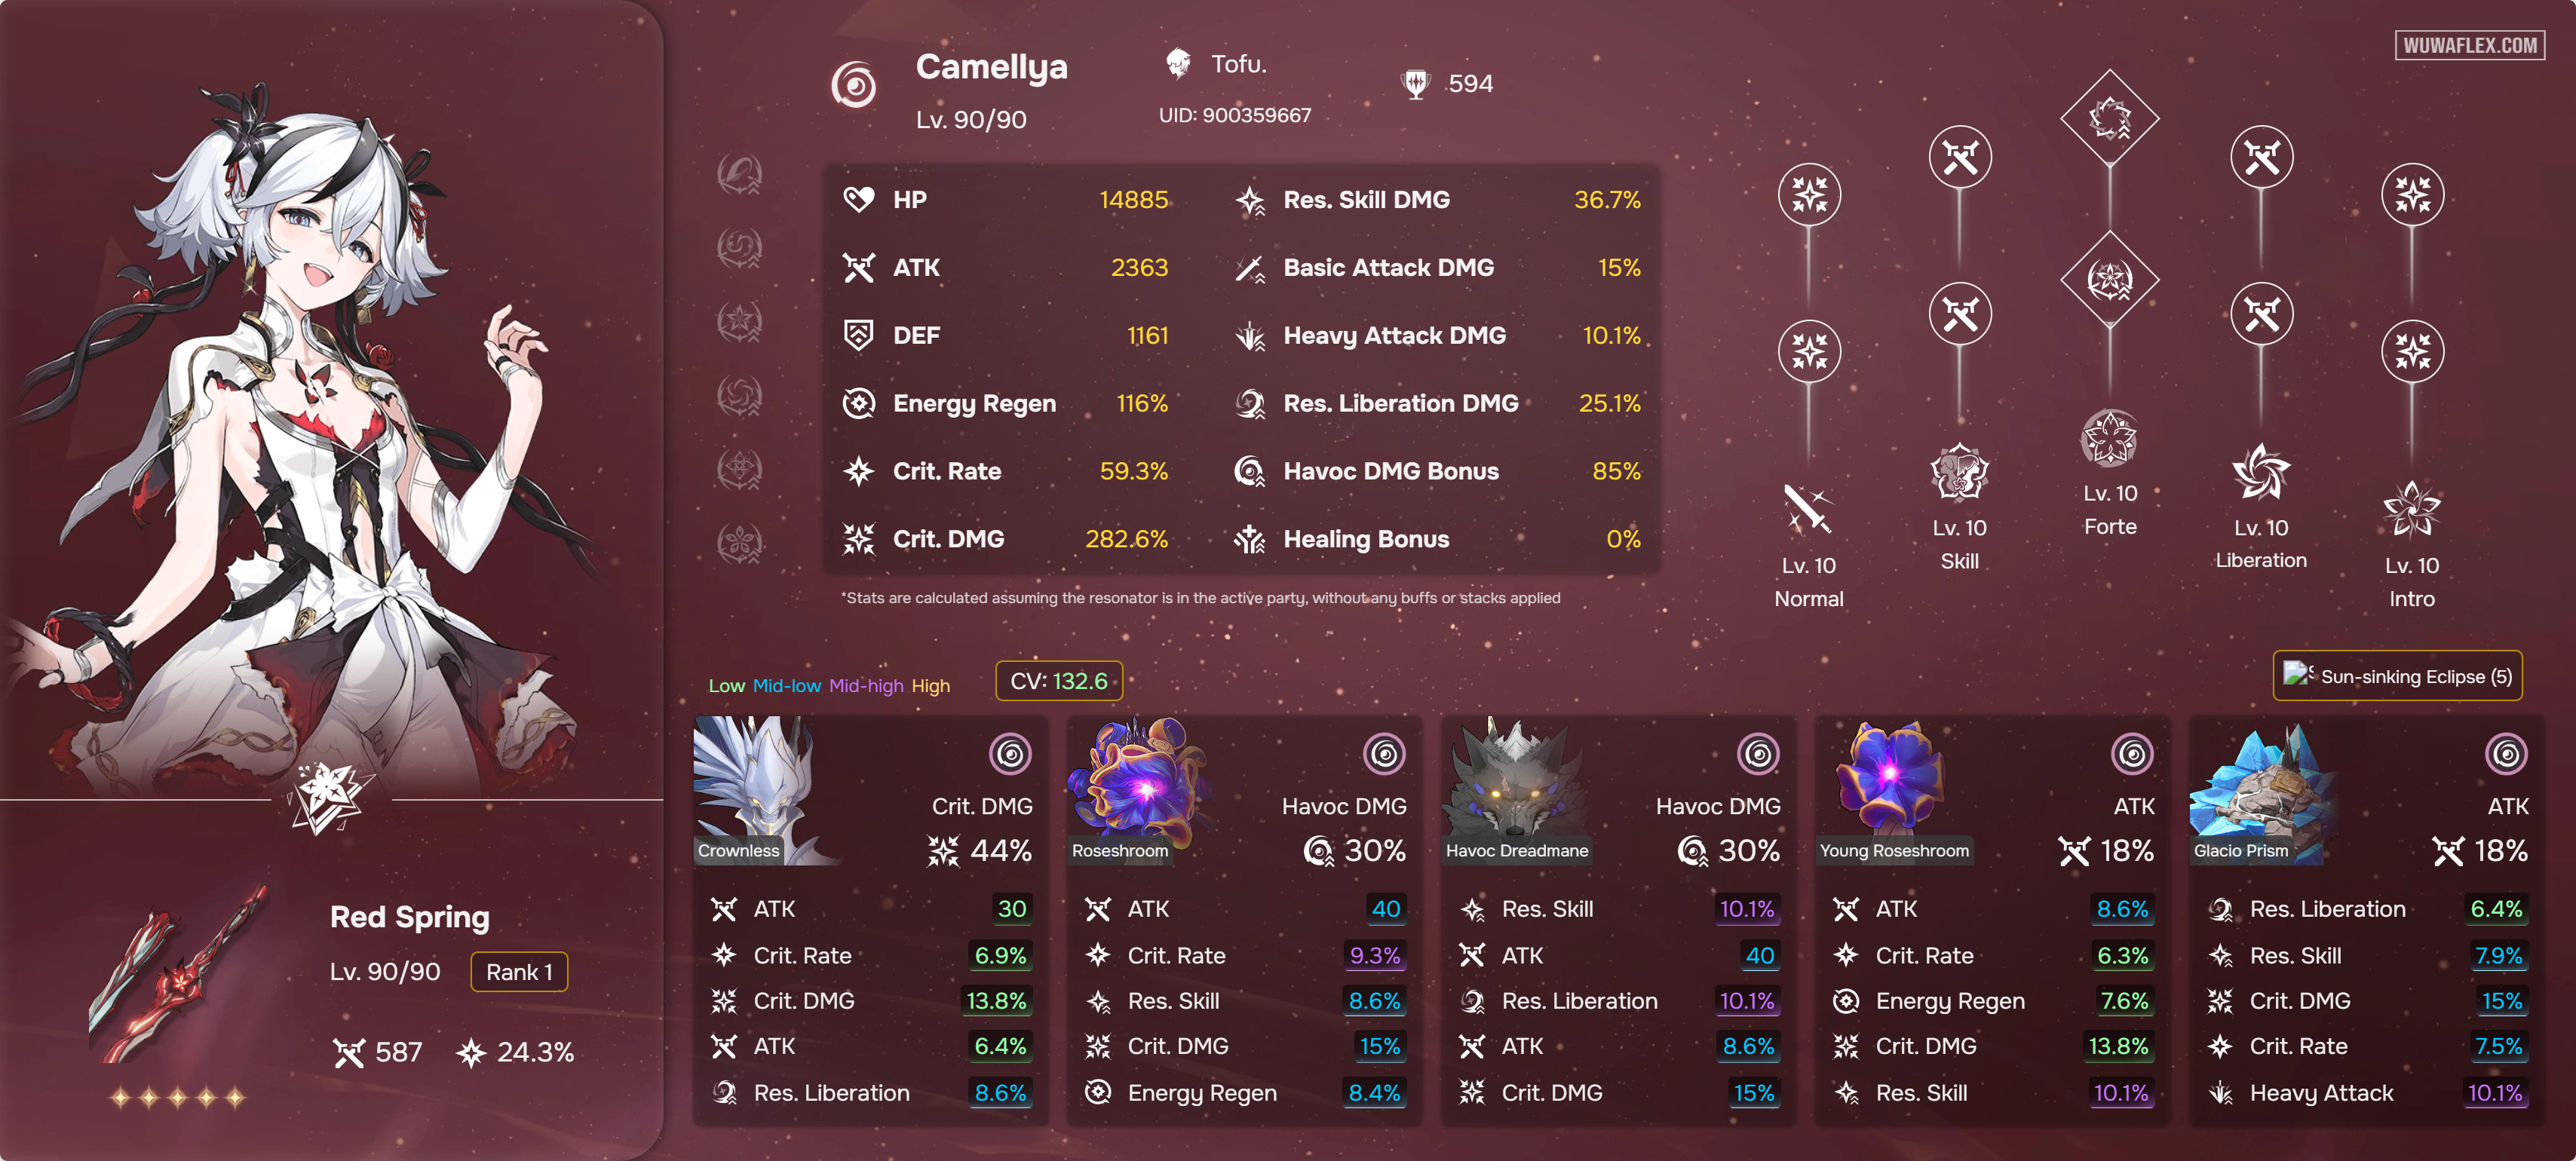 WUWAFLEX.COM
Camellya
Lv. 90/90
Tofu.
UID: 900359667
594
HP 14885
ATK 2363
DEF 1161
Energy Regen 116%
Crit. Rate 59.3%
Crit. DMG 282.6%
Res. Skill DMG 36.7%
Basic Attack DMG 15%
Heavy Attack DMG 10.1%
Res. Liberation DMG 25.1%
Havoc DMG Bonus 85%
Healing Bonus 0%
*Stats are calculated assuming the resonator is in the active party, without any buffs or stacks applied
Lv. 10
Normal
Lv. 10
Skill
Lv. 10
Forte
Lv. 10
Liberation
Lv. 10
Intro
Low Mid-low Mid-high High
CV: 132.6
Sun-sinking Eclipse (5)
Red Spring
Lv. 90/90 Rank 1
587 24.3%
Crownless
Crit. DMG
44%
ATK 30
Crit. Rate 6.9%
Crit. DMG 13.8%
ATK 6.4%
Res. Liberation 8.6%
Roseshroom
Havoc DMG
30%
ATK 40
Crit. Rate 9.3%
Res. Skill 8.6%
Crit. DMG 15%
Energy Regen 8.4%
Havoc Dreadmane
Havoc DMG
30%
Res. Skill 10.1%
ATK 40
Res. Liberation 10.1%
ATK 8.6%
Crit. DMG 15%
Young Roseshroom
ATK
18%
ATK 8.6%
Crit. Rate 6.3%
Energy Regen 7.6%
Crit. DMG 13.8%
Res. Skill 10.1%
Glacio Prism
ATK
18%
Res. Liberation 6.4%
Res. Skill 7.9%
Crit. DMG 15%
Crit. Rate 7.5%
Heavy Attack 10.1%